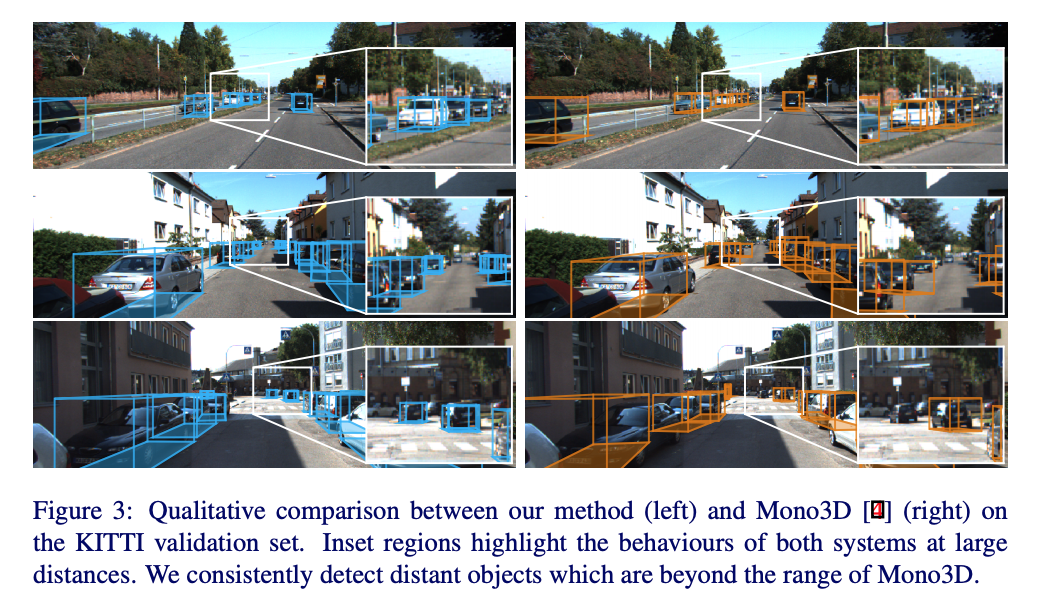 Figure 3: Qualitative comparison between our method (left) and Mono3D [4] (right) on
the KITTI validation set. Inset regions highlight the behaviours of both systems at large
distances. We consistently detect distant objects which are beyond the range of Mono3D.